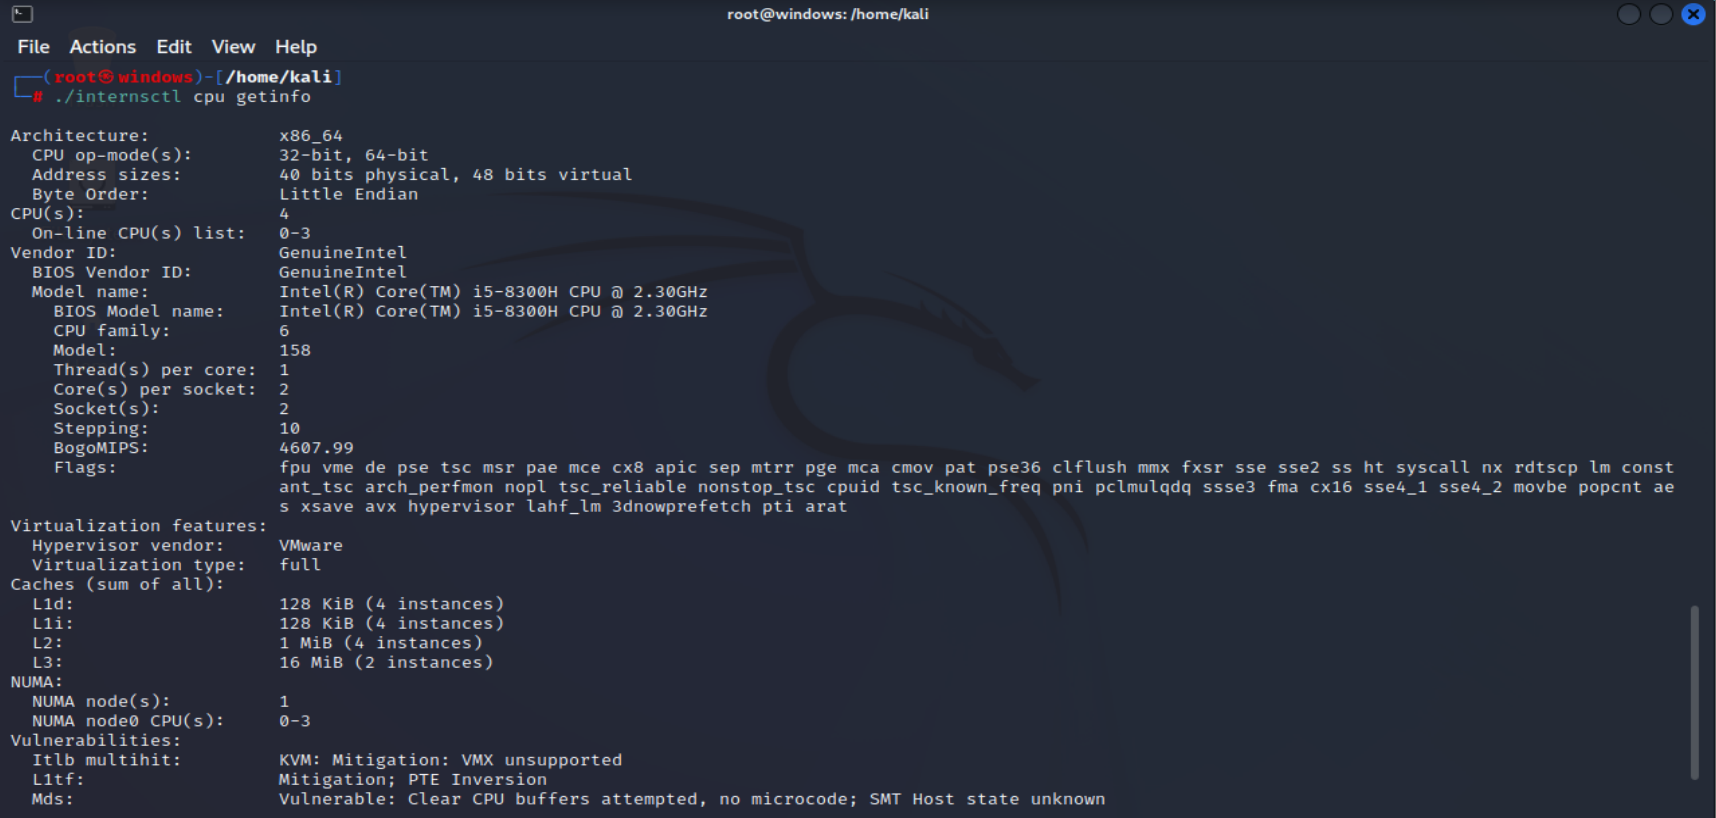 root@windows: /home/kali
File Actions Edit View Help
┌──(root㉿windows)-[/home/kali]
└─# ./internsctl cpu getinfo
Architecture: x86_64
CPU op-mode(s): 32-bit, 64-bit
Address sizes: 40 bits physical, 48 bits virtual
Byte Order: Little Endian
CPU(s): 4
On-line CPU(s) list: 0-3
Vendor ID: GenuineIntel
BIOS Vendor ID: GenuineIntel
Model name: Intel(R) Core(TM) i5-8300H CPU @ 2.30GHz
BIOS Model name: Intel(R) Core(TM) i5-8300H CPU @ 2.30GHz
CPU family: 6
Model: 158
Thread(s) per core: 1
Core(s) per socket: 2
Socket(s): 2
Stepping: 10
BogoMIPS: 4607.99
Flags: fpu vme de pse tsc msr pae mce cx8 apic sep mtrr pge mca cmov pat pse36 clflush mmx fxsr sse sse2 ss ht syscall nx rdtscp lm const
ant_tsc arch_perfmon nopl tsc_reliable nonstop_tsc cpuid tsc_known_freq pni pclmulqdq ssse3 fma cx16 sse4_1 sse4_2 movbe popcnt ae
s xsave avx hypervisor lahf_lm 3dnowprefetch pti arat
Virtualization features:
Hypervisor vendor: VMware
Virtualization type: full
Caches (sum of all):
L1d: 128 KiB (4 instances)
L1i: 128 KiB (4 instances)
L2: 1 MiB (4 instances)
L3: 16 MiB (2 instances)
NUMA:
NUMA node(s): 1
NUMA node0 CPU(s): 0-3
Vulnerabilities:
Itlb multihit: KVM: Mitigation: VMX unsupported
L1tf: Mitigation; PTE Inversion
Mds: Vulnerable: Clear CPU buffers attempted, no microcode; SMT Host state unknown